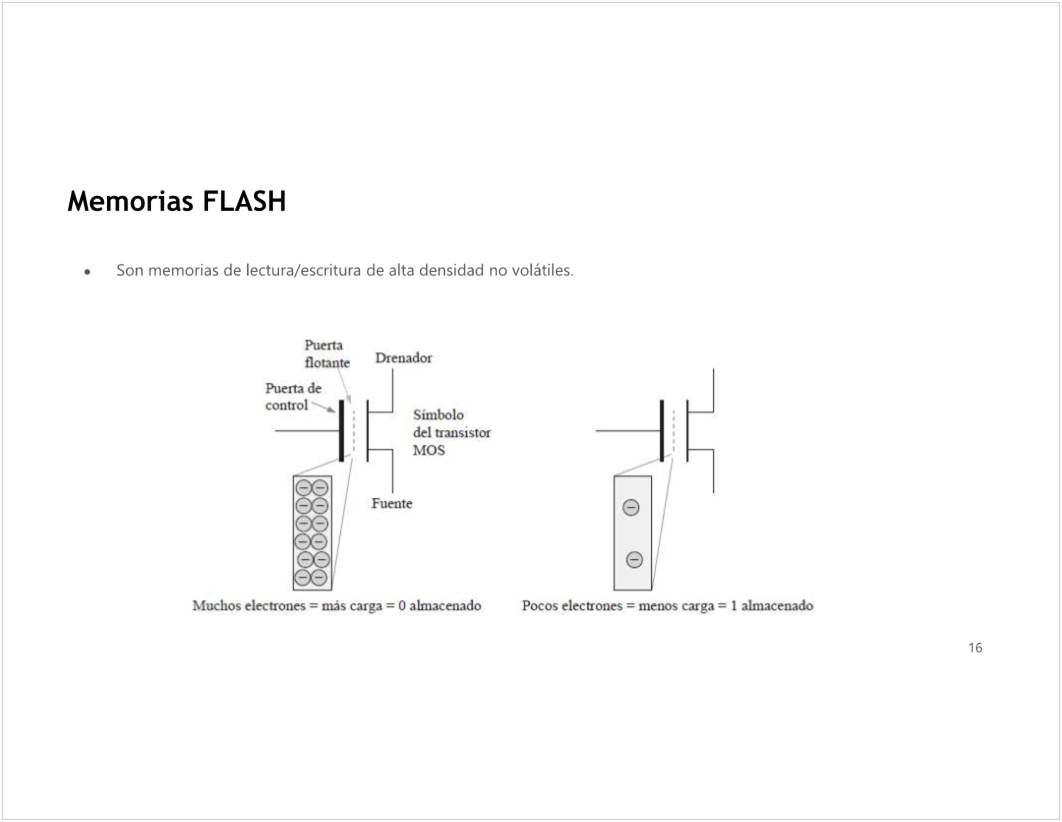 Memorias FLASH
● Son memorias de lectura/escritura de alta densidad no volátiles.
Puerta
flotante
Drenador
Puerta de
control
Símbolo
del transistor
MOS
Fuente
Muchos electrones = más carga = 0 almacenado
Pocos electrones = menos carga = 1 almacenado
16